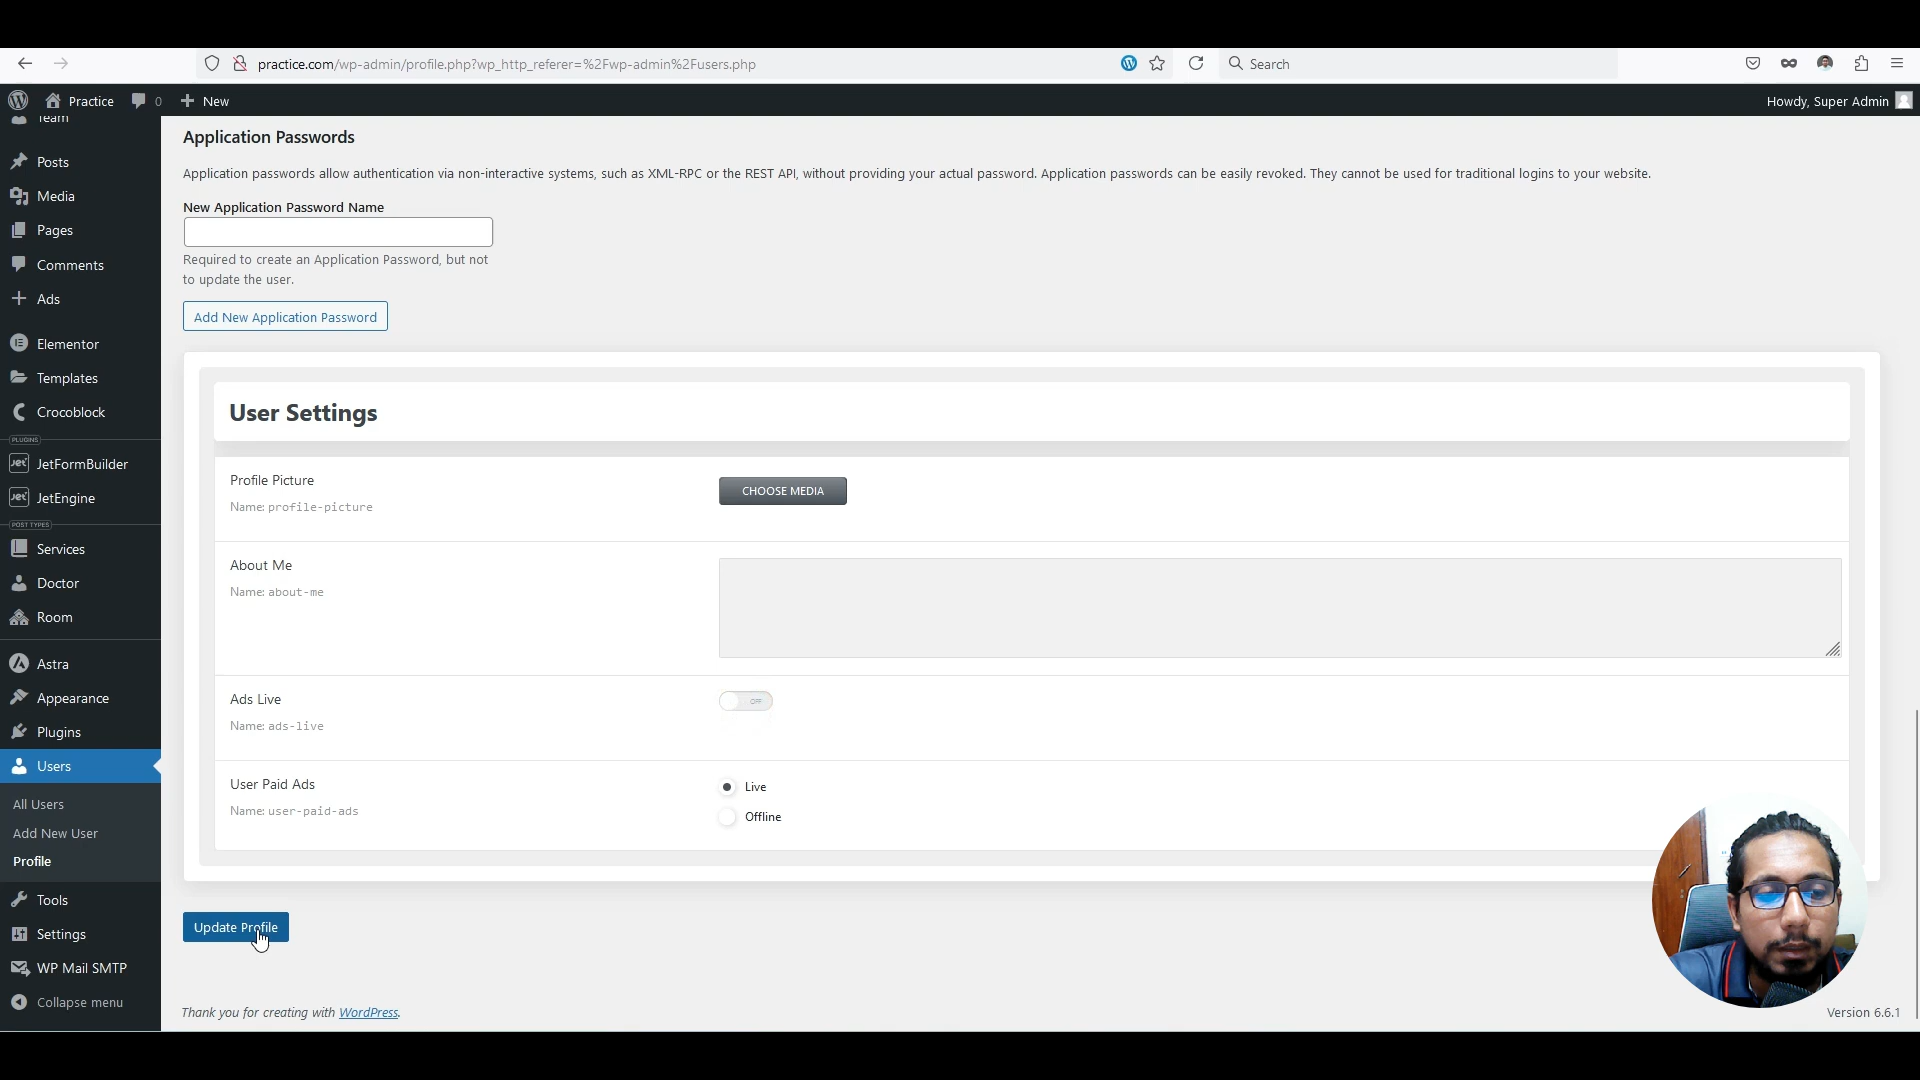 practice.com/wp-admin/profile.php?wp_http_referer=%2Fwp-admin%2Fusers.php
Search
Practice
0
New
Howdy, Super Admin
Team
Posts
Media
Pages
Comments
Ads
Elementor
Templates
Crocoblock
PLUGINS
JetFormBuilder
JetEngine
POST TYPES
Services
Doctor
Room
Astra
Appearance
Plugins
Users
All Users
Add New User
Profile
Tools
Settings
WP Mail SMTP
Collapse menu
Application Passwords
Application passwords allow authentication via non-interactive systems, such as XML-RPC or the REST API, without providing your actual password. Application passwords can be easily revoked. They cannot be used for traditional logins to your website.
New Application Password Name
Required to create an Application Password, but not
to update the user.
Add New Application Password
User Settings
Profile Picture
Name: profile-picture
CHOOSE MEDIA
About Me
Name: about-me
Ads Live
Name: ads-live
OFF
User Paid Ads
Name: user-paid-ads
Live
Offline
Update Profile
Thank you for creating with WordPress.
Version 6.6.1